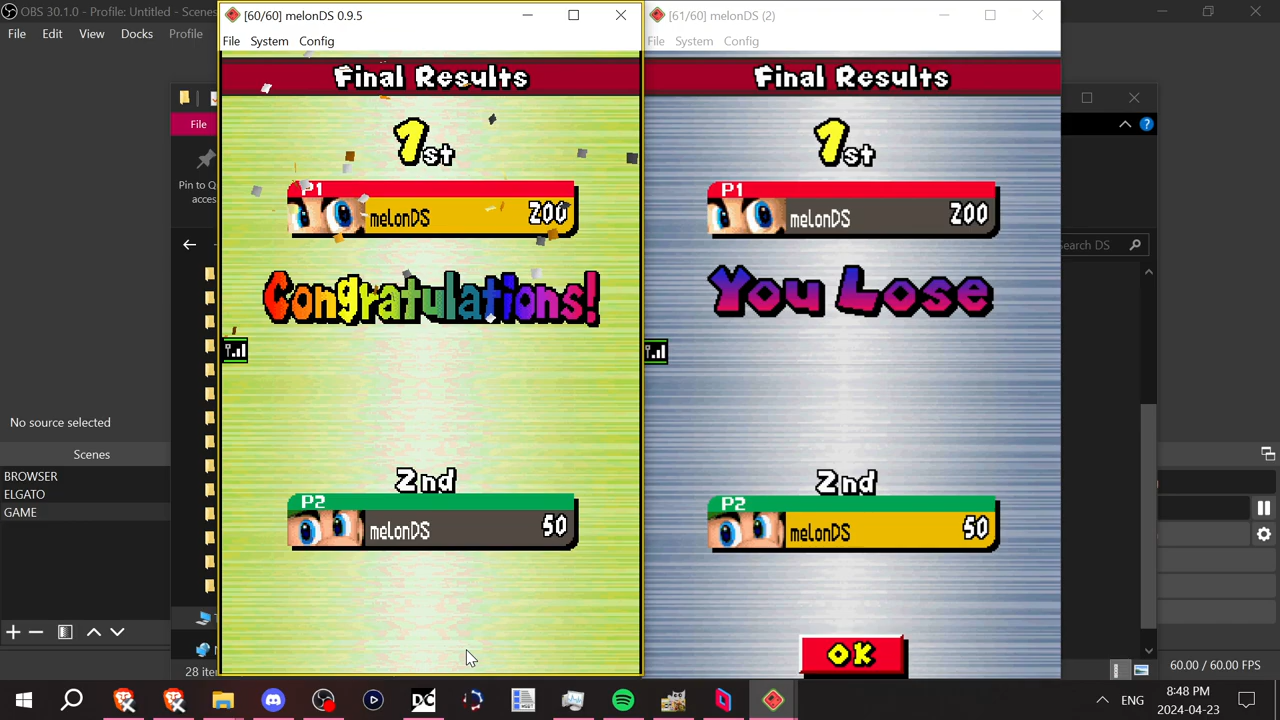 OBS 30.1.0 - Profile: Untitled - Scenes
File Edit View Docks Profile
[60/60] melonDS 0.9.5
File System Config
Final Results
1st
P1
melonDS 200
Congratulations!
2nd
P2
melonDS 50
[61/60] melonDS (2)
File System Config
Final Results
1st
P1
melonDS 200
You Lose
2nd
P2
melonDS 50
OK
File
Pin to Q
acces
earch DS
28 iter
No source selected
Scenes
BROWSER
ELGATO
GAME
60.00 / 60.00 FPS
DC
ENG
8:48 PM
2024-04-23